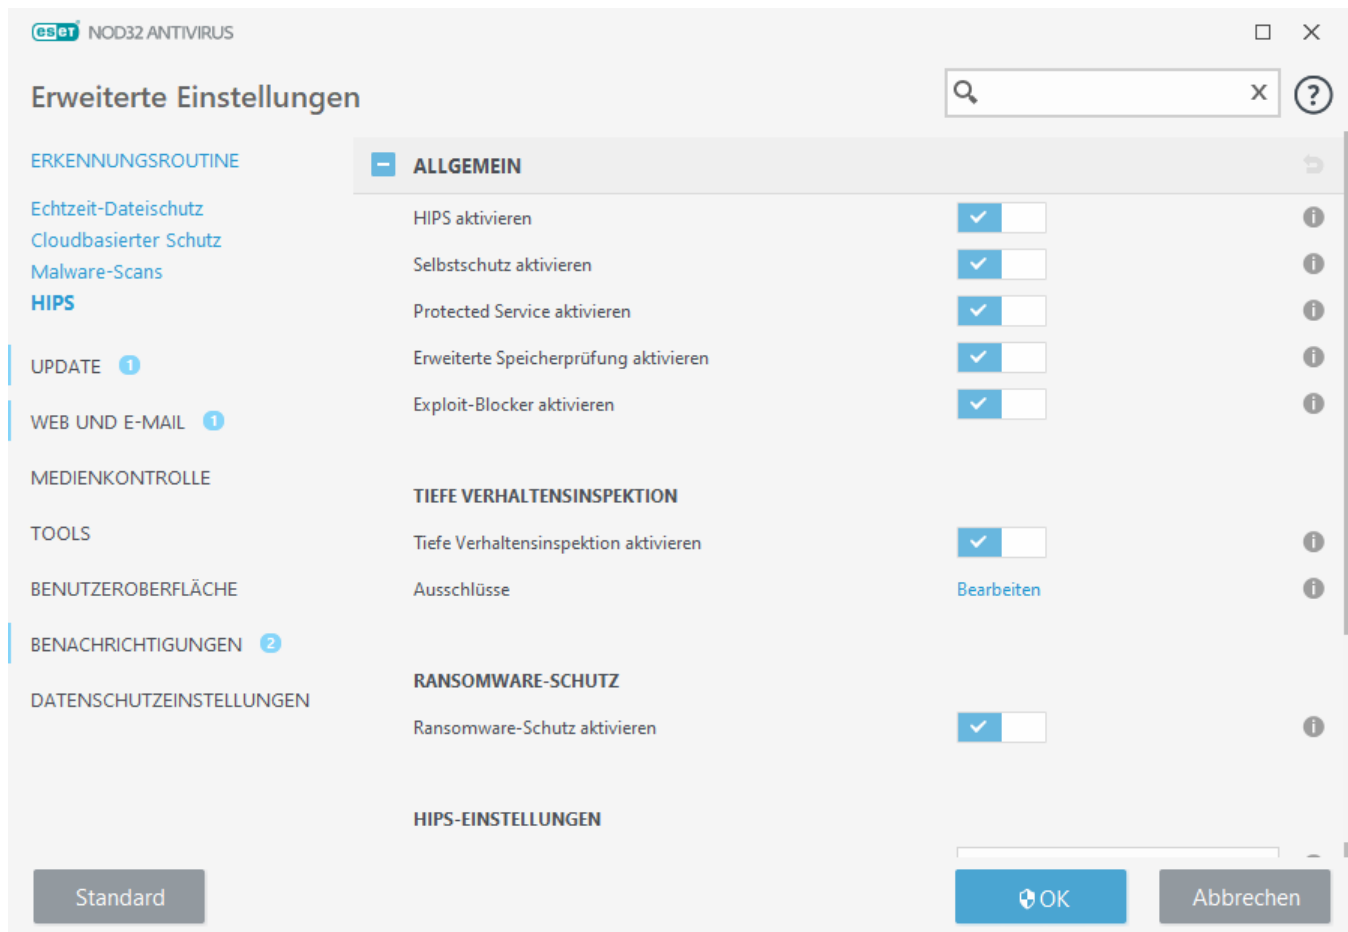 eset NOD32 ANTIVIRUS
Erweiterte Einstellungen
X
?
ERKENNUNGSROUTINE
Echtzeit-Dateischutz
Cloudbasierter Schutz
Malware-Scans
HIPS
UPDATE 1
WEB UND E-MAIL 1
MEDIENKONTROLLE
TOOLS
BENUTZEROBERFLÄCHE
BENACHRICHTIGUNGEN 2
DATENSCHUTZEINSTELLUNGEN
ALLGEMEIN
HIPS aktivieren
Selbstschutz aktivieren
Protected Service aktivieren
Erweiterte Speicherprüfung aktivieren
Exploit-Blocker aktivieren
TIEFE VERHALTENSINSPEKTION
Tiefe Verhaltensinspektion aktivieren
Ausschlüsse Bearbeiten
RANSOMWARE-SCHUTZ
Ransomware-Schutz aktivieren
HIPS-EINSTELLUNGEN
Standard
OK
Abbrechen